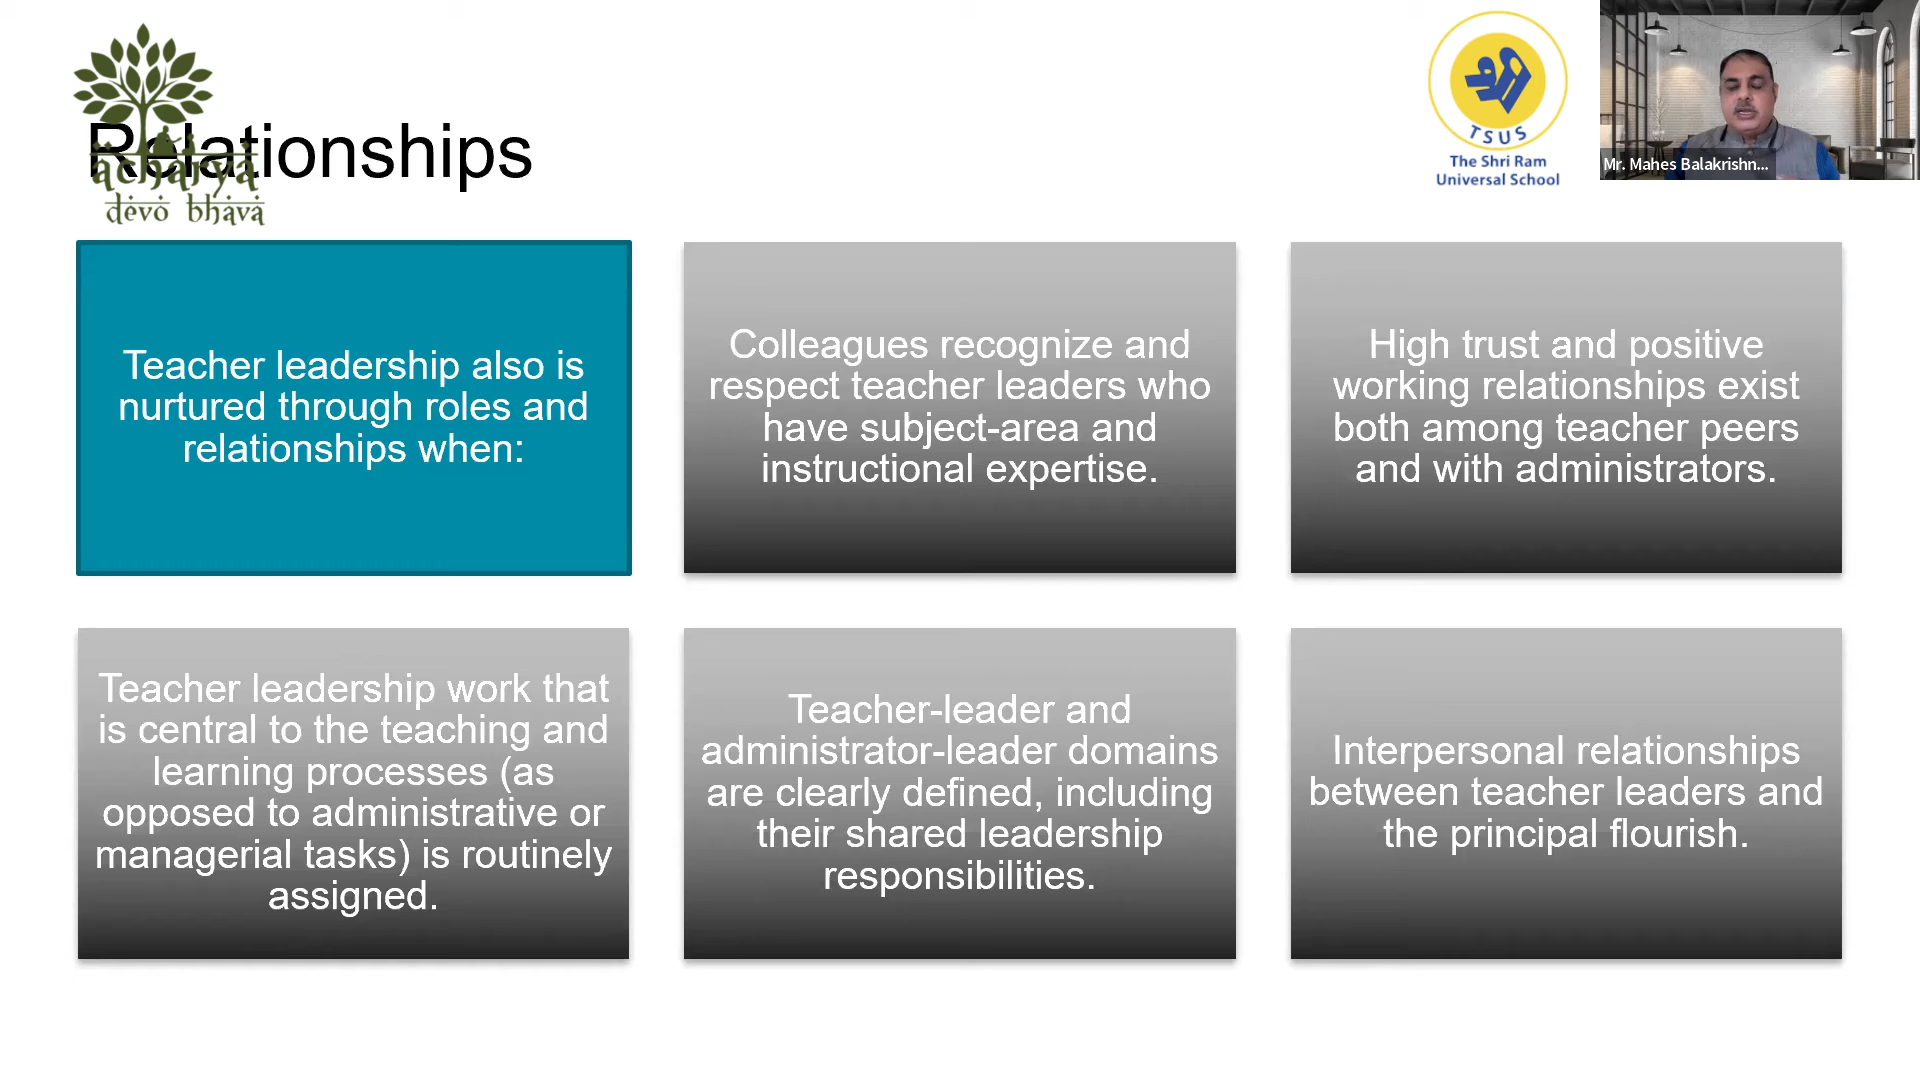 Relationships
ācharya
devo bhava
TSUS
The Shri Ram
Universal School
Mr. Mahes Balakrishn...
Teacher leadership also is
nurtured through roles and
relationships when:
Colleagues recognize and
respect teacher leaders who
have subject-area and
instructional expertise.
High trust and positive
working relationships exist
both among teacher peers
and with administrators.
Teacher leadership work that
is central to the teaching and
learning processes (as
opposed to administrative or
managerial tasks) is routinely
assigned.
Teacher-leader and
administrator-leader domains
are clearly defined, including
their shared leadership
responsibilities.
Interpersonal relationships
between teacher leaders and
the principal flourish.